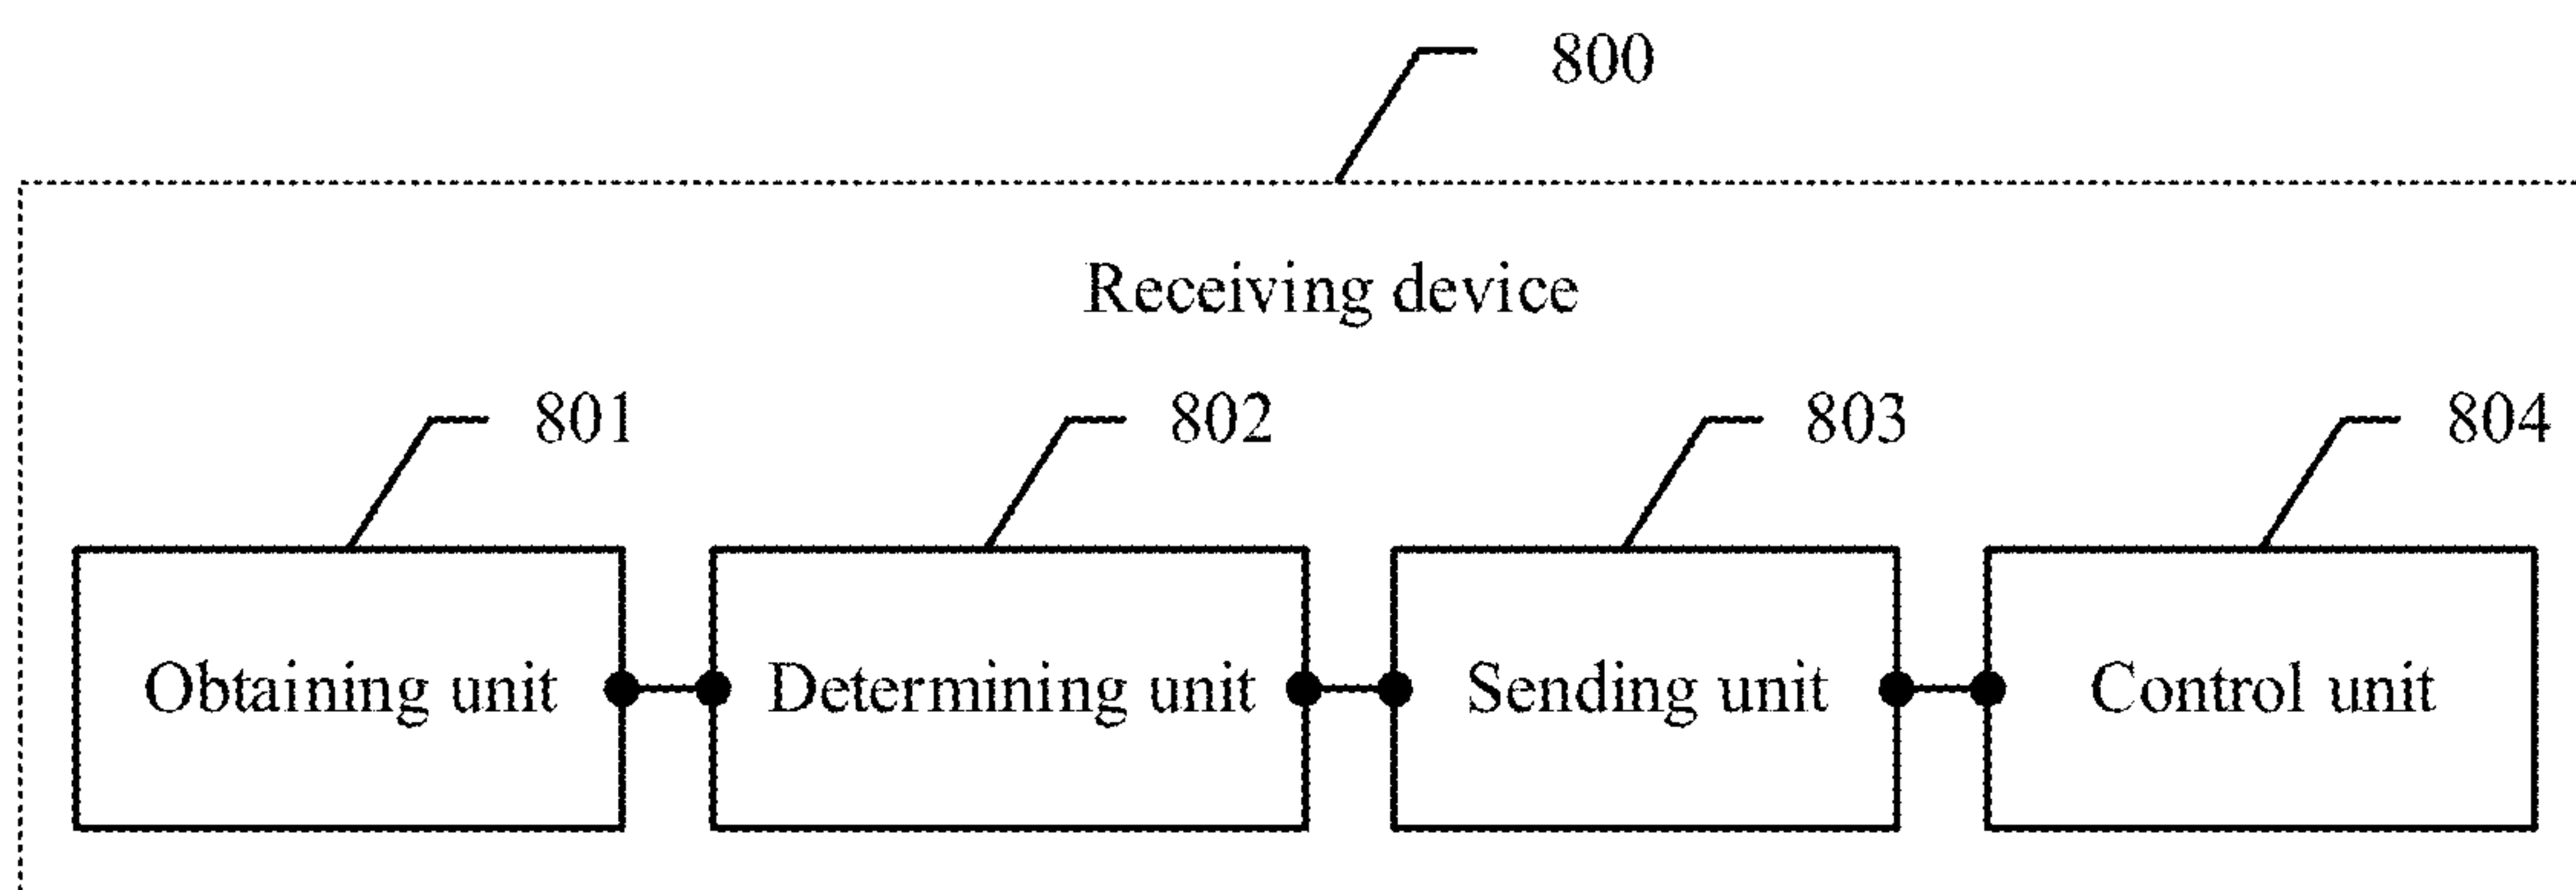 800
Receiving device
801 802 803 804
Obtaining unit Determining unit Sending unit Control unit